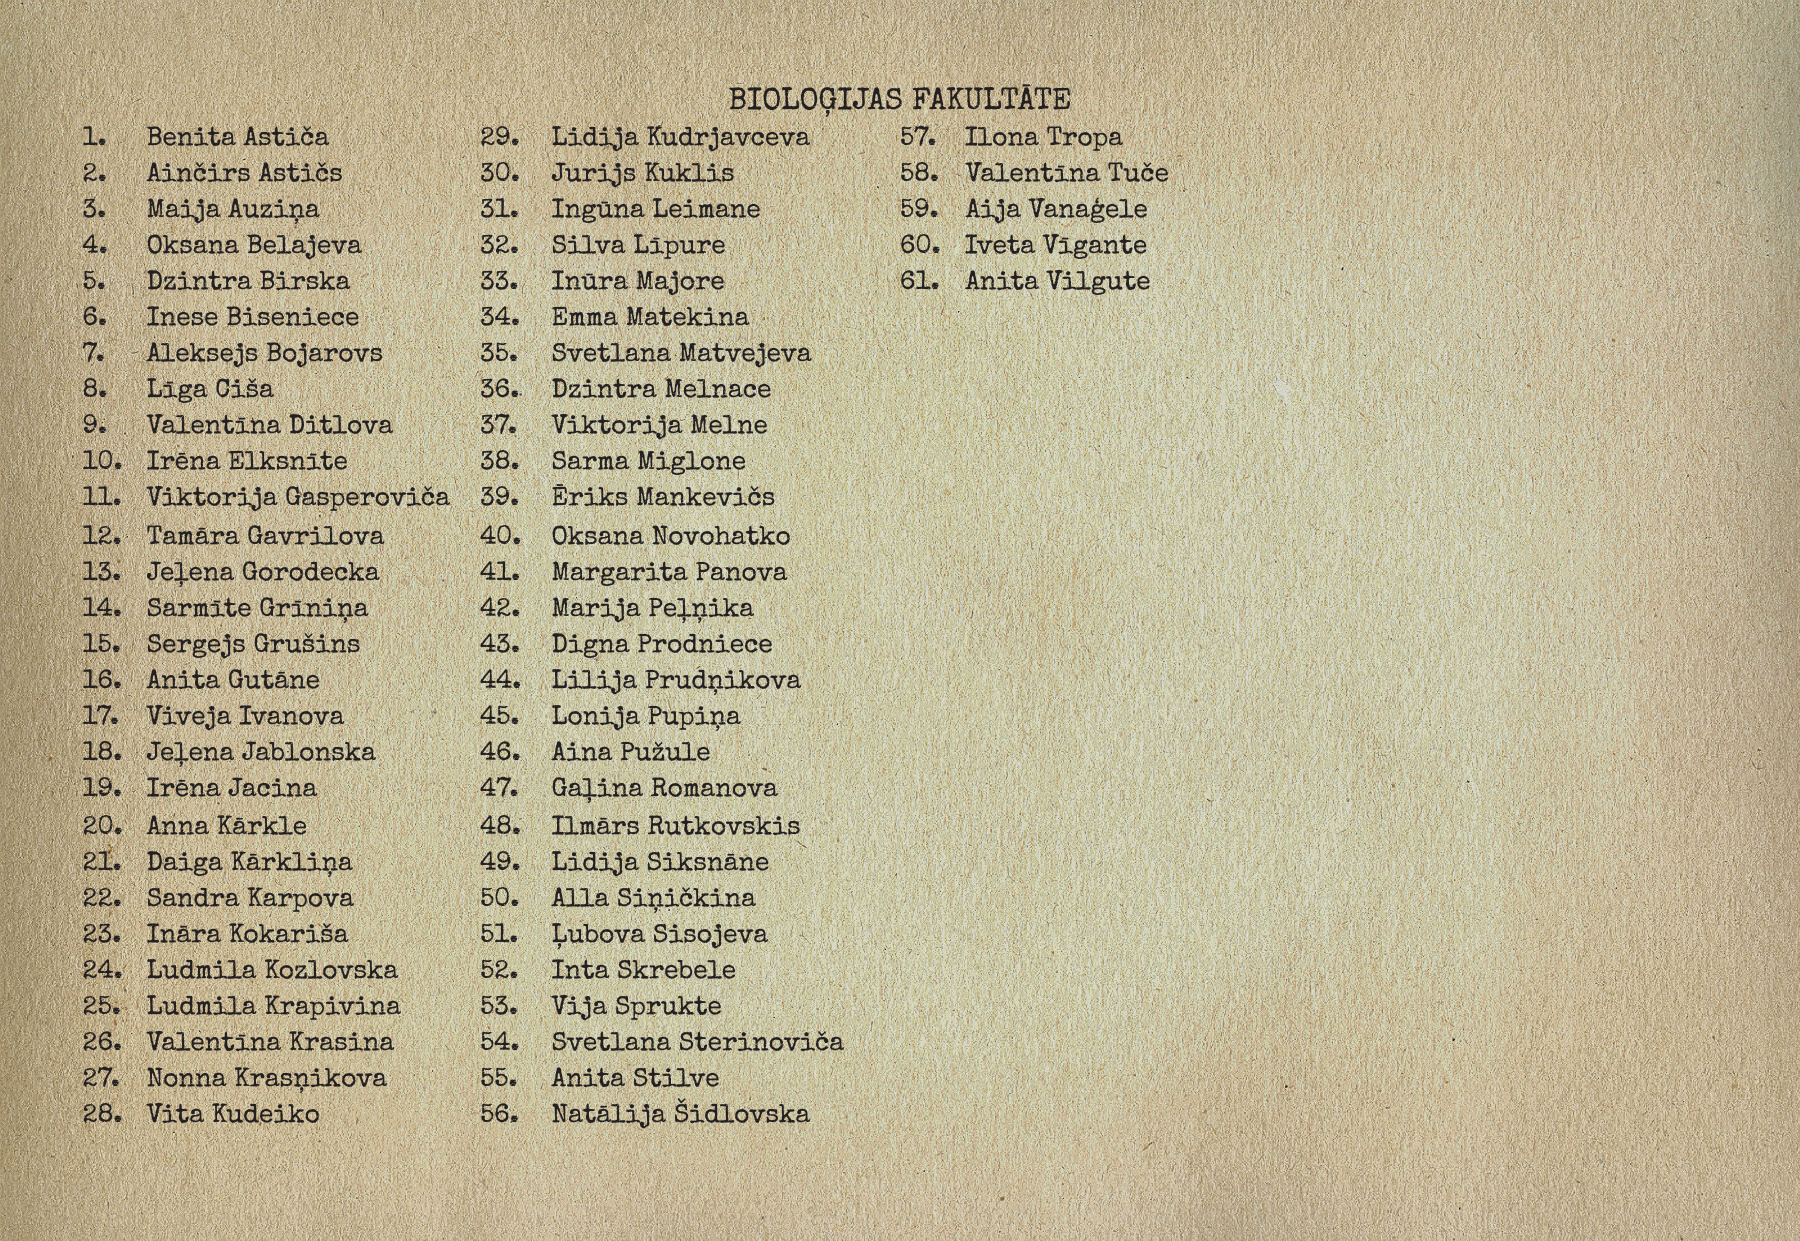 BIOLOĢIJAS FAKULTĀTE
1. Benita Astiča
2. Ainčirs Astičs
3. Maija Auziņa
4. Oksana Belajeva
5. Dzintra Birska
6. Inese Biseniece
7. Aleksejs Bojarovs
8. Līga Ciša
9. Valentīna Ditlova
10. Irēna Elksnīte
11. Viktorija Gasperoviča
12. Tamāra Gavrilova
13. Jeļena Gorodecka
14. Sarmīte Grīniņa
15. Sergejs Grušins
16. Anita Gutāne
17. Viveja Ivanova
18. Jeļena Jablonska
19. Irēna Jacina
20. Anna Kārkle
21. Daiga Kārkliņa
22. Sandra Karpova
23. Ināra Kokariša
24. Ludmila Kozlovska
25. Ludmila Krapivina
26. Valentīna Krasina
27. Nonna Krasņikova
28. Vita Kudeiko
29. Lidija Kudrjavceva
30. Jurijs Kuklis
31. Ingūna Leimane
32. Silva Līpure
33. Inūra Majore
34. Emma Matekina
35. Svetlana Matvejeva
36. Dzintra Melnace
37. Viktorija Melne
38. Sarma Miglone
39. Ēriks Mankevičs
40. Oksana Novohatko
41. Margarita Panova
42. Marija Peļņika
43. Digna Prodniece
44. Lilija Prudņikova
45. Lonija Pupiņa
46. Aina Pužule
47. Gaļina Romanova
48. Ilmārs Rutkovskis
49. Lidija Siksnāne
50. Alla Siņičkina
51. Ļubova Sisojeva
52. Inta Skrebele
53. Vija Sprukte
54. Svetlana Sterinoviča
55. Anita Stilve
56. Natālija Šidlovska
57. Ilona Tropa
58. Valentīna Tuče
59. Aija Vanaģele
60. Iveta Vīgante
61. Anita Vilgute